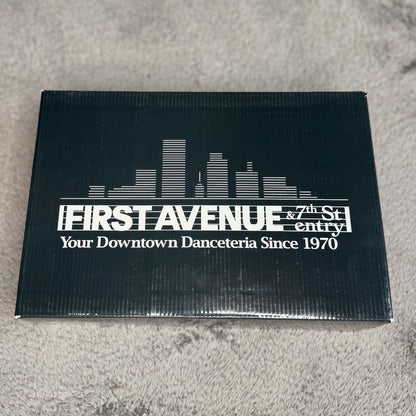 FIRST AVENUE & 7th St entry
Your Downtown Danceteria Since 1970